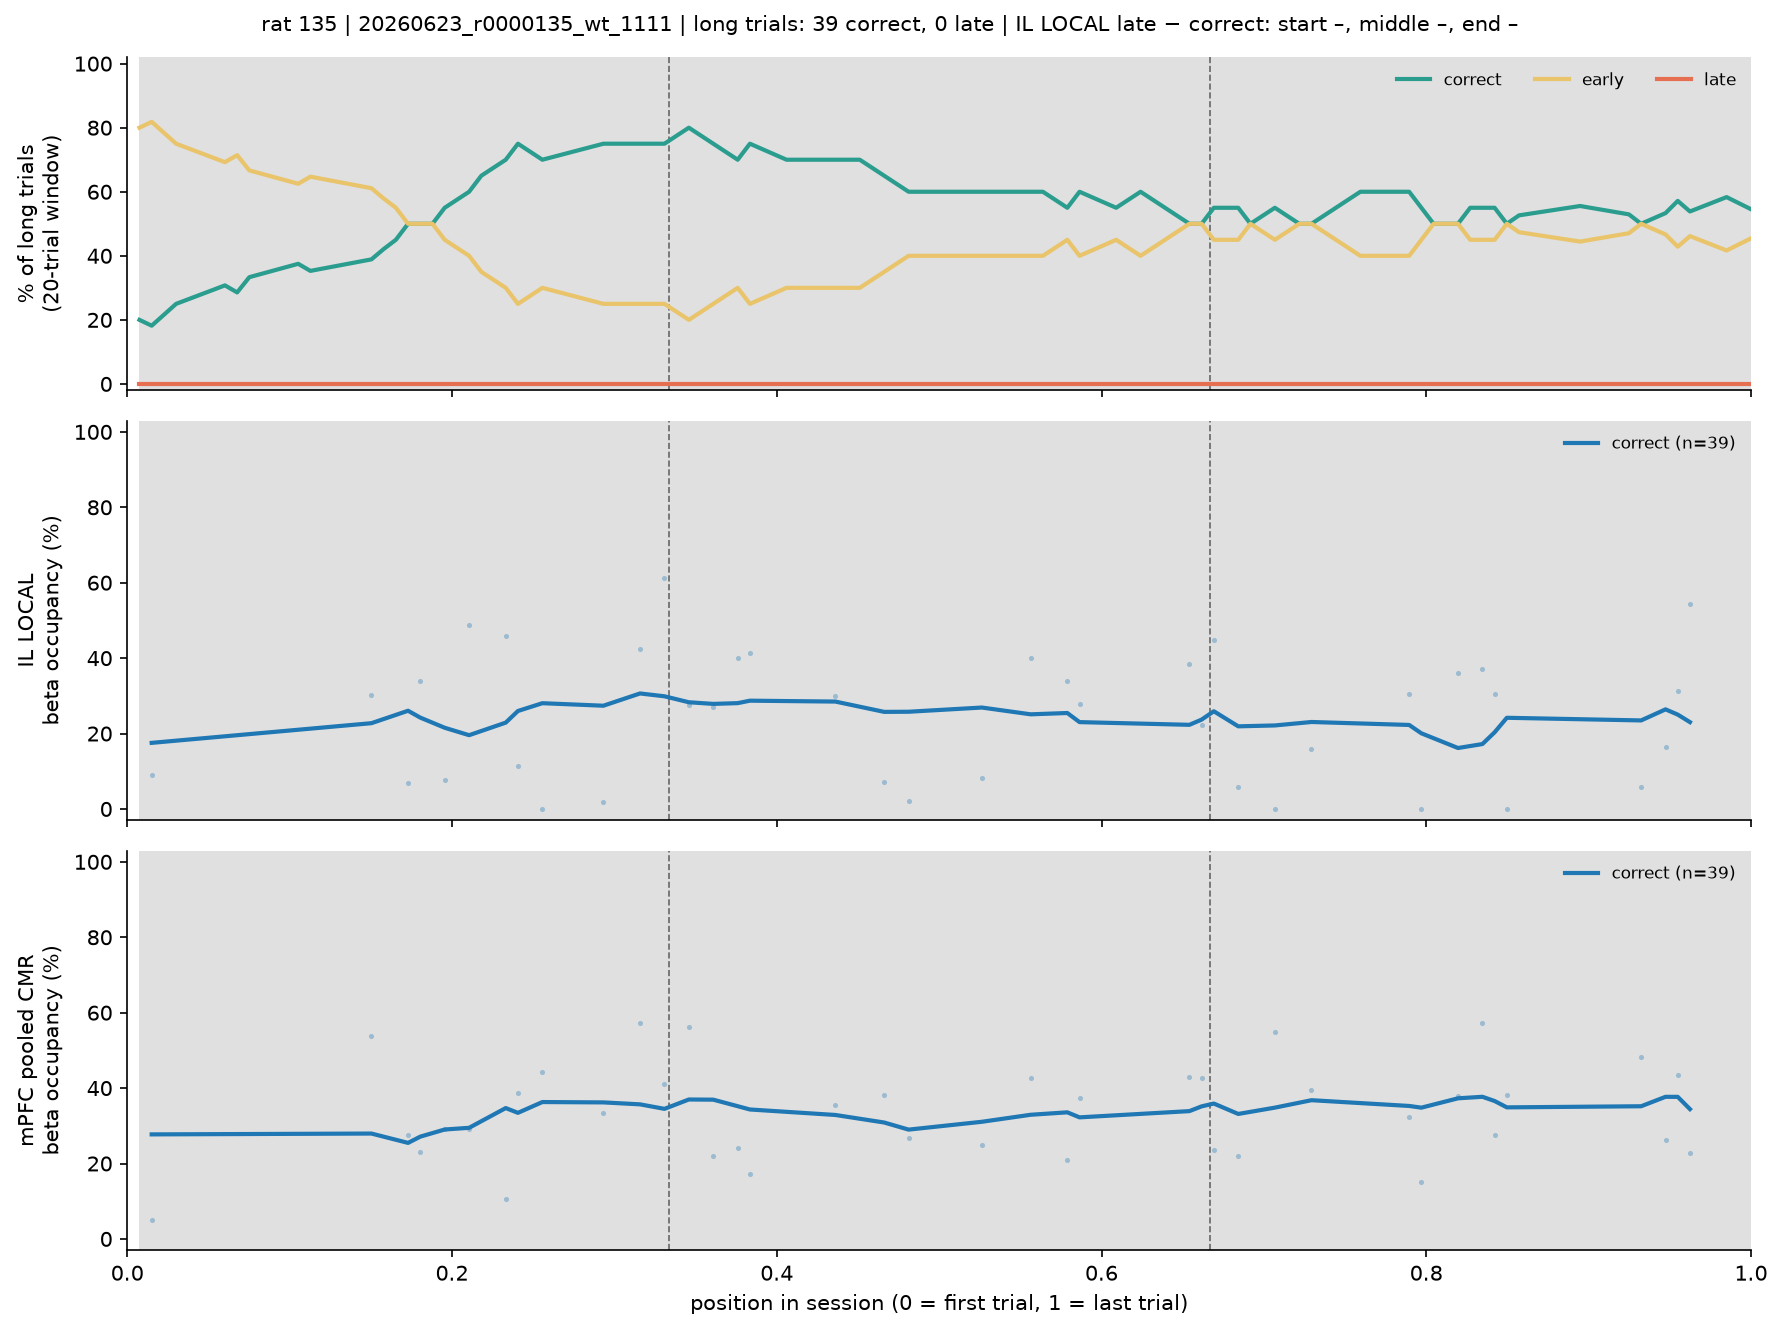 rat 135 | 20260623_r0000135_wt_1111 | long trials: 39 correct, 0 late | IL LOCAL late − correct: start –, middle –, end –
% of long trials
(20-trial window)
100
80
60
40
20
0
correct
early
late
IL LOCAL
beta occupancy (%)
100
80
60
40
20
0
correct (n=39)
mPFC pooled CMR
beta occupancy (%)
100
80
60
40
20
0
correct (n=39)
0.0 0.2 0.4 0.6 0.8 1.0
position in session (0 = first trial, 1 = last trial)